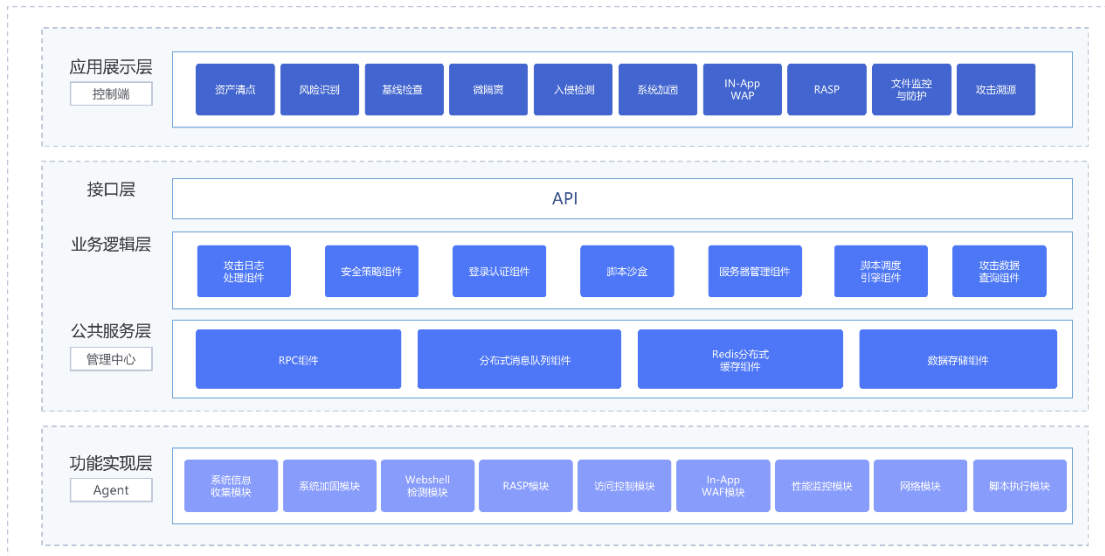 应用展示层
控制端
资产清点
风险识别
基线检查
微隔离
入侵检测
系统加固
IN-App
WAP
RASP
文件监控
与防护
攻击溯源
接口层
API
业务逻辑层
攻击日志
处理组件
安全策略组件
登录认证组件
脚本沙盒
服务器管理组件
脚本调度
引擎组件
攻击数据
查询组件
公共服务层
管理中心
RPC组件
分布式消息队列组件
Redis分布式
缓存组件
数据存储组件
功能实现层
Agent
系统信息
收集模块
系统加固模块
Webshell
检测模块
RASP模块
访问控制模块
In-App
WAF模块
性能监控模块
网络模块
脚本执行模块